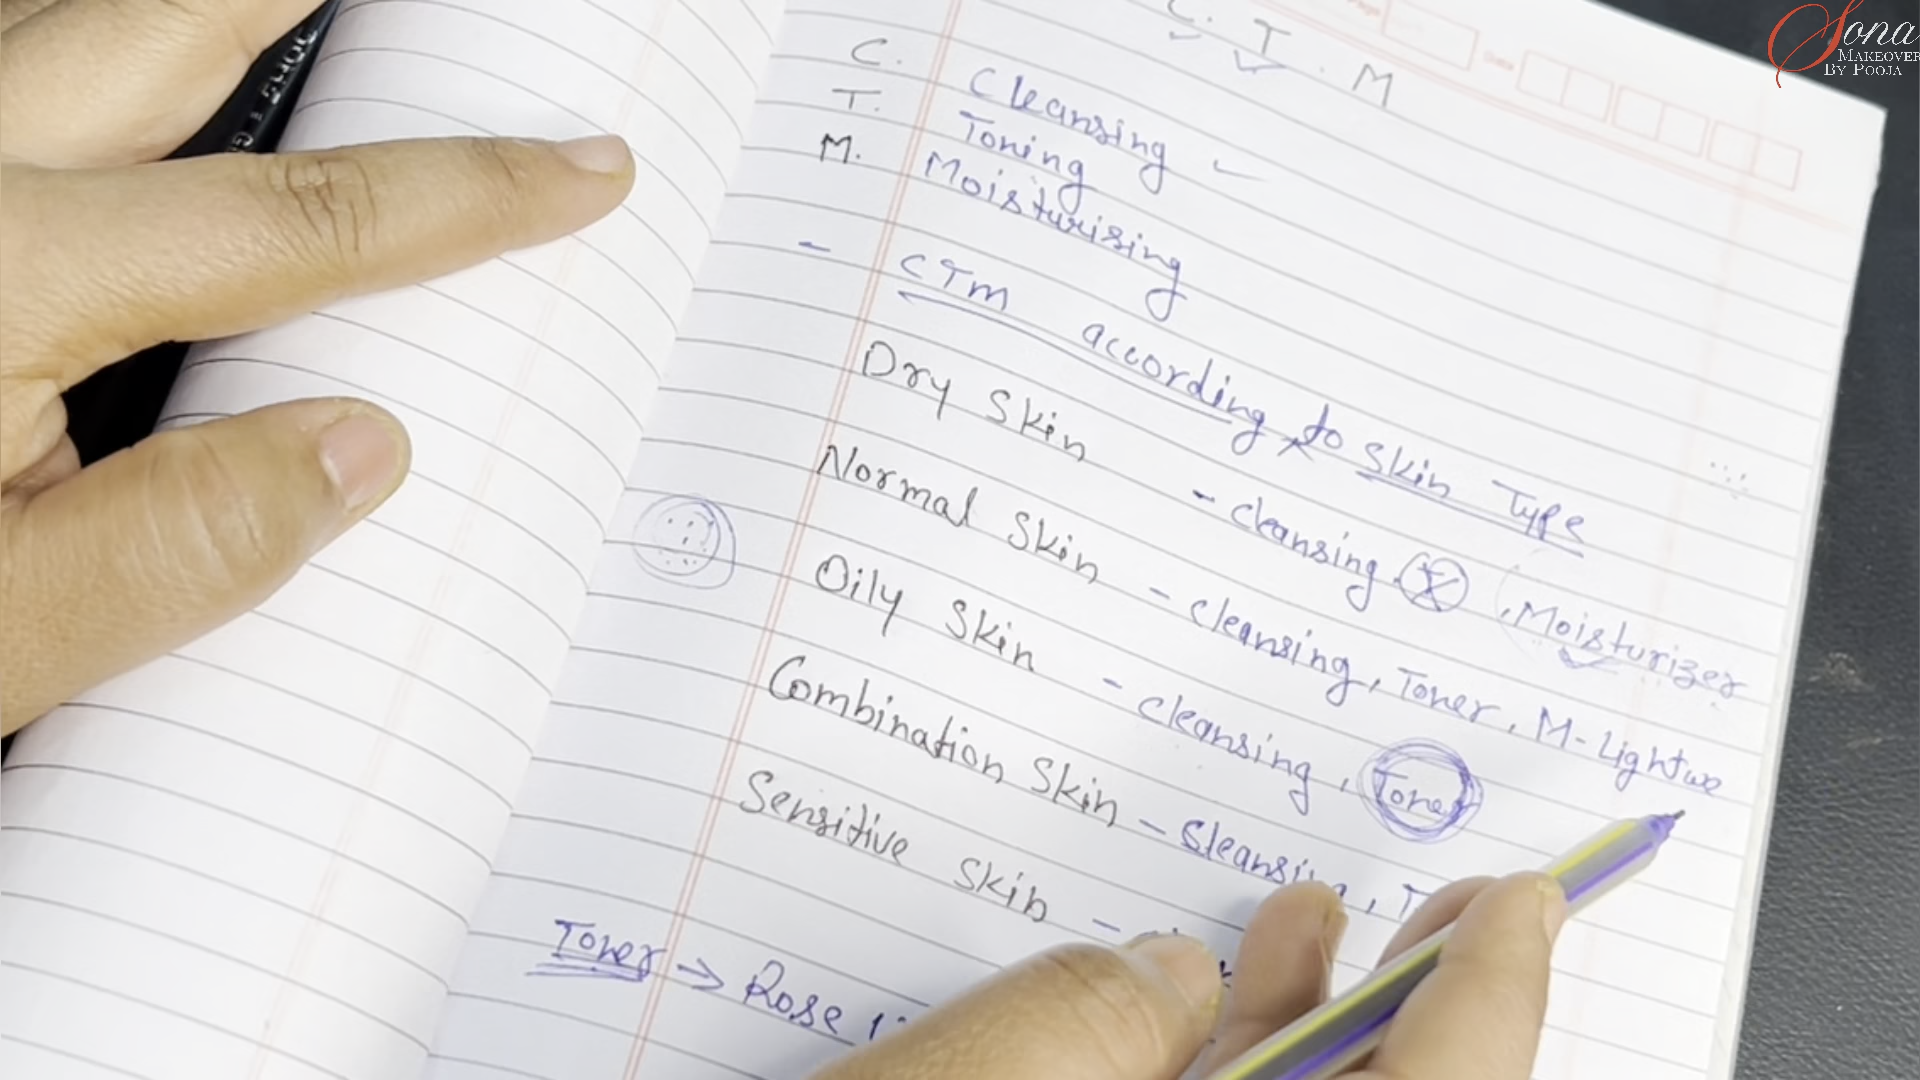 Sona
MAKEOVER
BY POOJA
C. T. M
C. Cleansing
T. Toning
M. Moisturising
- CTM according to Skin Type
Dry Skin - cleansing, Moisturizer
Normal Skin - cleansing, Toner, M-Lightwe
Oily Skin - cleansing, Toner
Combination Skin - Sleansing, T
Sensitive Skin -
Toner → Rose